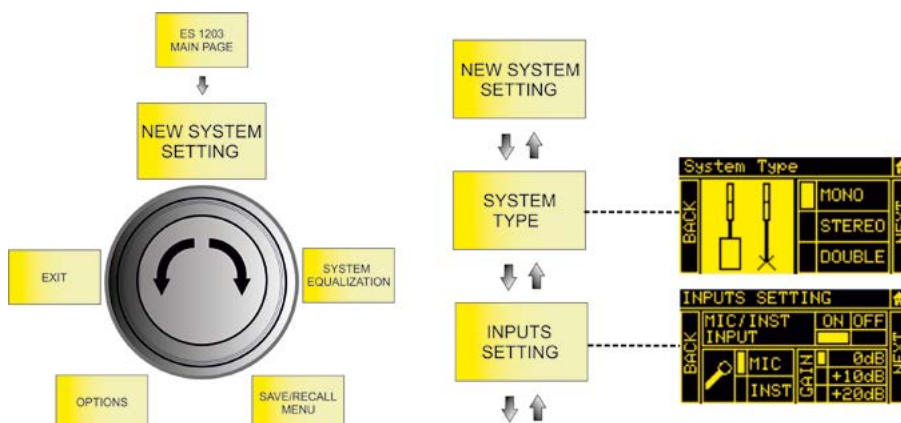 ES 1203
MAIN PAGE
NEW SYSTEM
SETTING
EXIT
SYSTEM
EQUALIZATION
OPTIONS
SAVE/RECALL
MENU
NEW SYSTEM
SETTING
SYSTEM
TYPE
INPUTS
SETTING
System Type
BACK
MONO
STEREO
DOUBLE
NEXT
INPUTS SETTING
BACK
MIC/INST
INPUT
ON OFF
MIC
INST
GAIN
0dB
+10dB
+20dB
NEXT